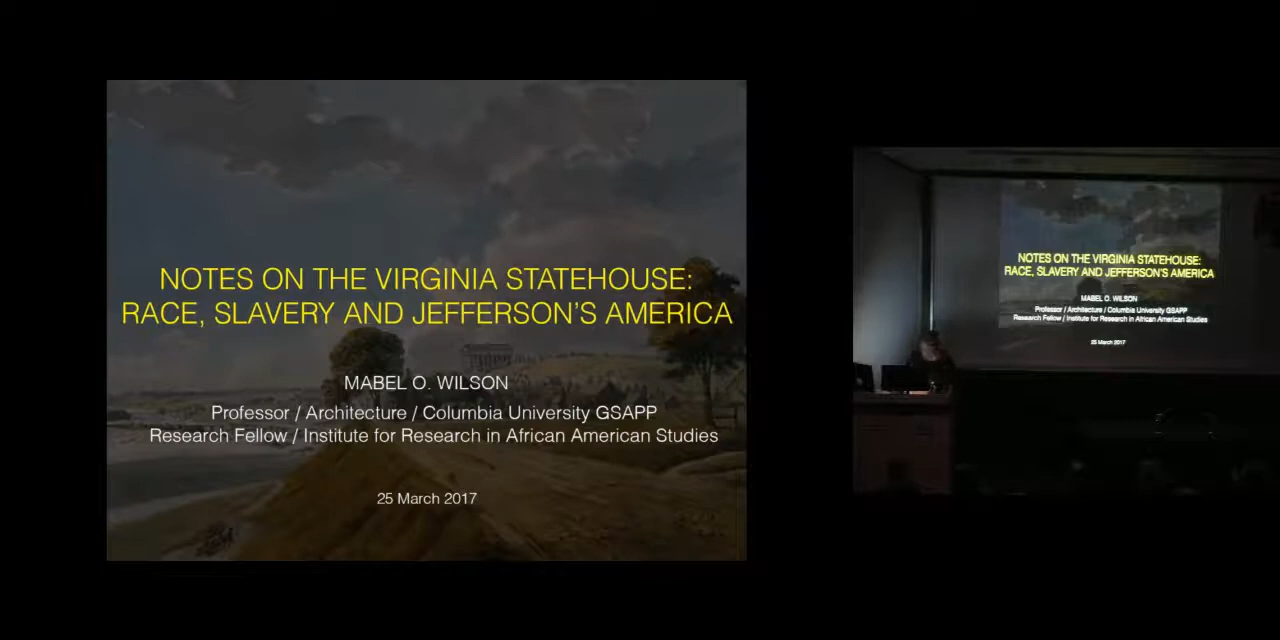 NOTES ON THE VIRGINIA STATEHOUSE:
RACE, SLAVERY AND JEFFERSON'S AMERICA
MABEL O. WILSON
Professor / Architecture / Columbia University GSAPP
Research Fellow / Institute for Research in African American Studies
25 March 2017
NOTES ON THE VIRGINIA STATEHOUSE:
RACE, SLAVERY AND JEFFERSON'S AMERICA
MABEL O. WILSON
Professor / Architecture / Columbia University GSAPP
Research Fellow / Institute for Research in African American Studies
25 March 2017